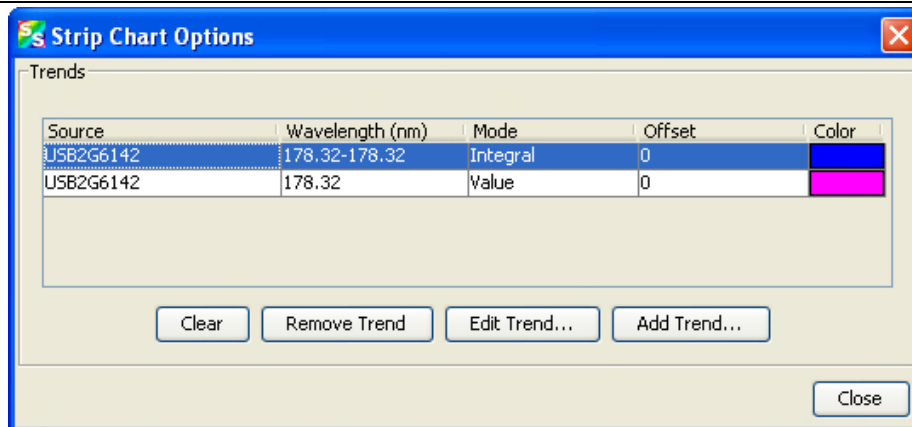 SS Strip Chart Options
Trends
Source Wavelength (nm) Mode Offset Color
USB2G6142 178.32-178.32 Integral 0
USB2G6142 178.32 Value 0
Clear Remove Trend Edit Trend... Add Trend...
Close